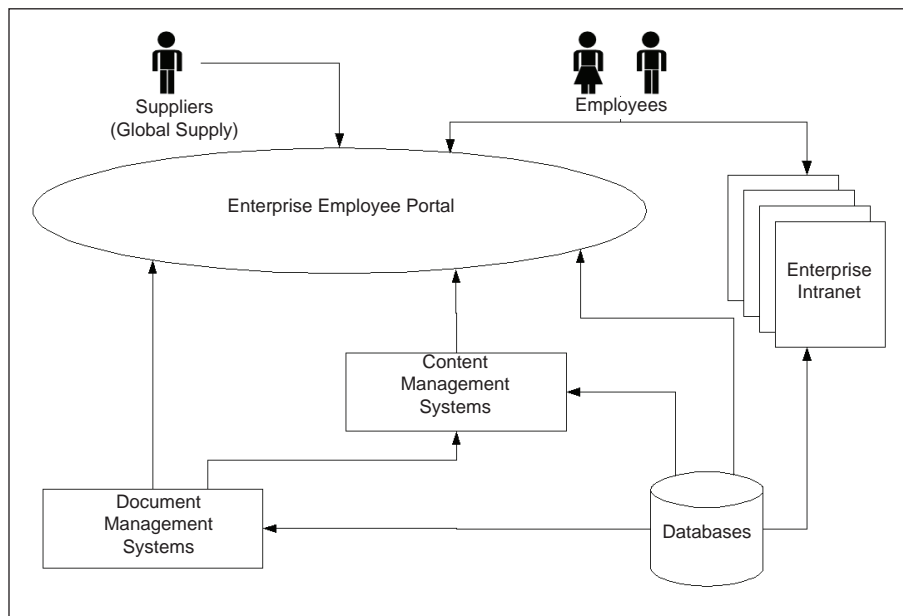 Suppliers
(Global Supply)
Employees
Enterprise Employee Portal
Enterprise
Intranet
Content
Management
Systems
Document
Management
Systems
Databases